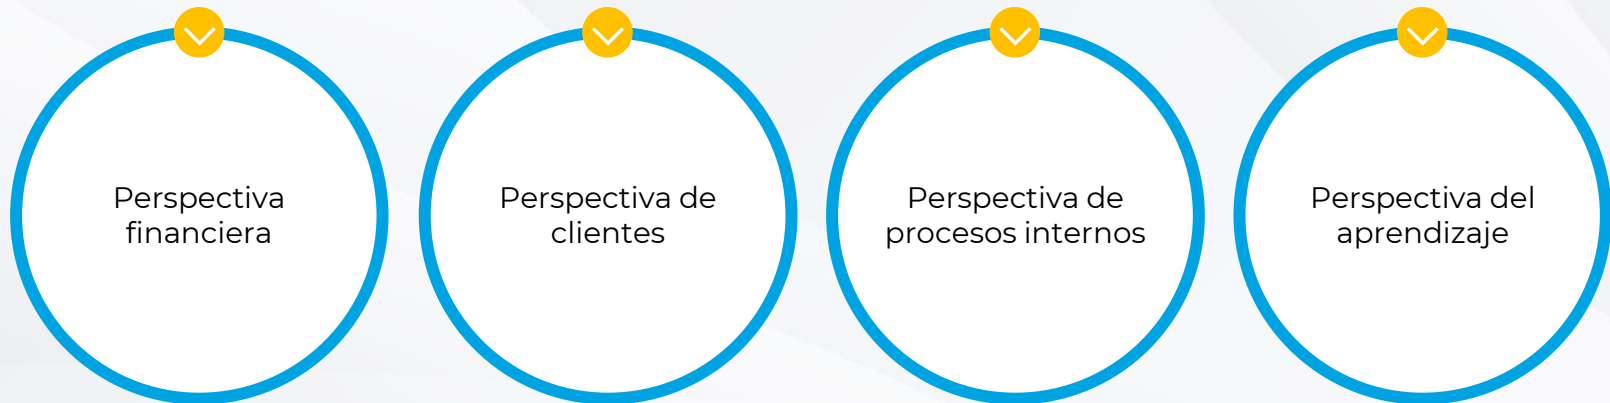 Perspectiva
financiera
Perspectiva de
clientes
Perspectiva de
procesos internos
Perspectiva del
aprendizaje